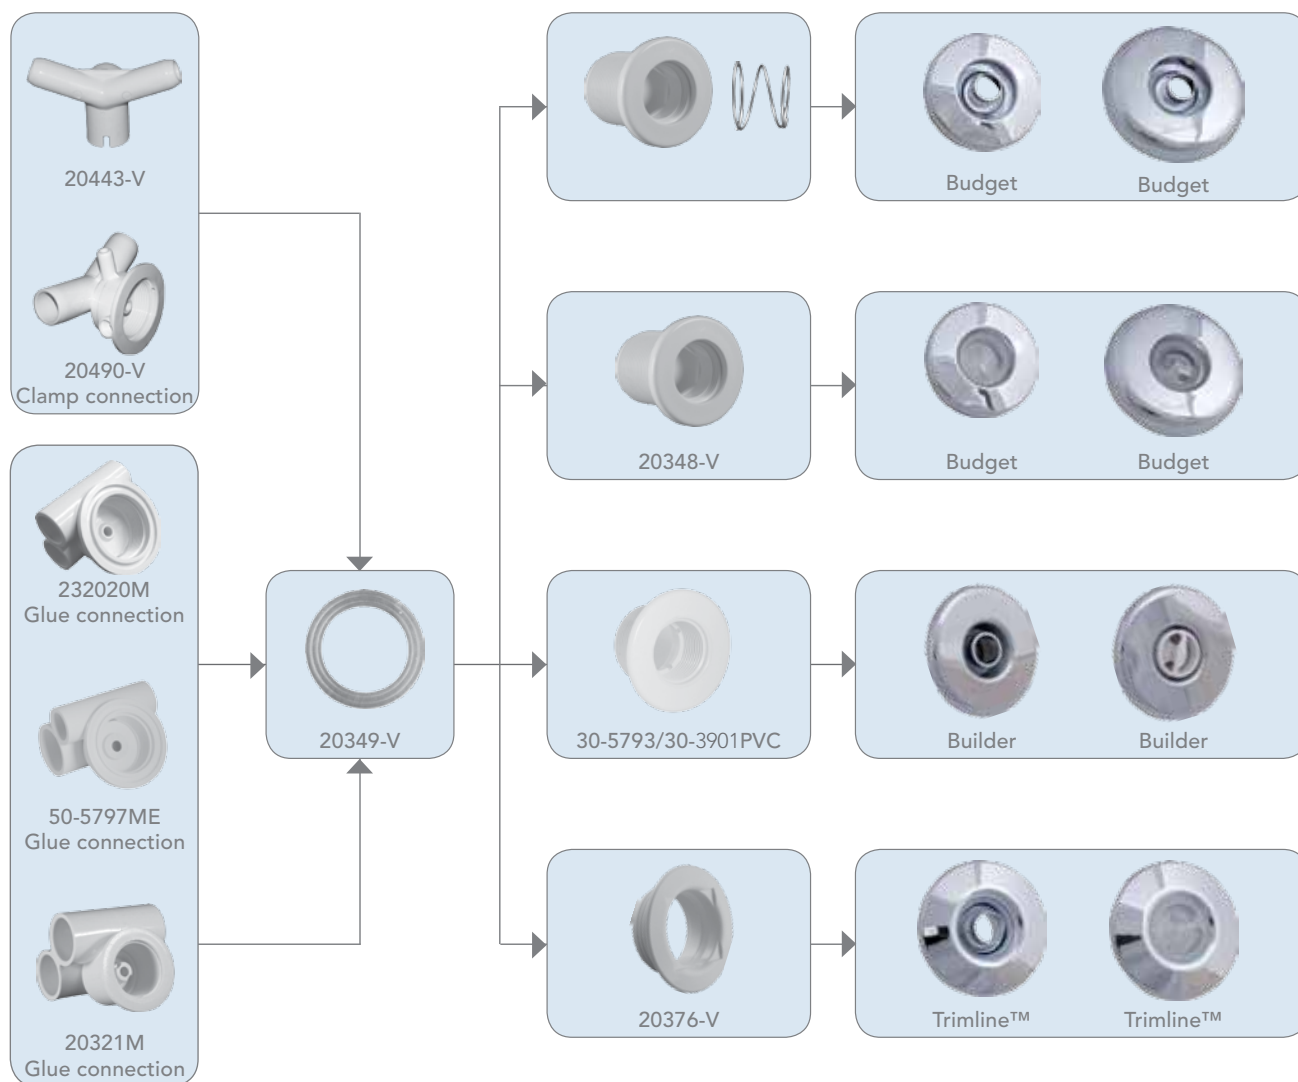 20443-V
20490-V
Clamp connection
232020M
Glue connection
50-5797ME
Glue connection
20321M
Glue connection
20349-V
20348-V
30-5793/30-3901PVC
20376-V
Budget
Budget
Budget
Budget
Builder
Builder
Trimline™
Trimline™